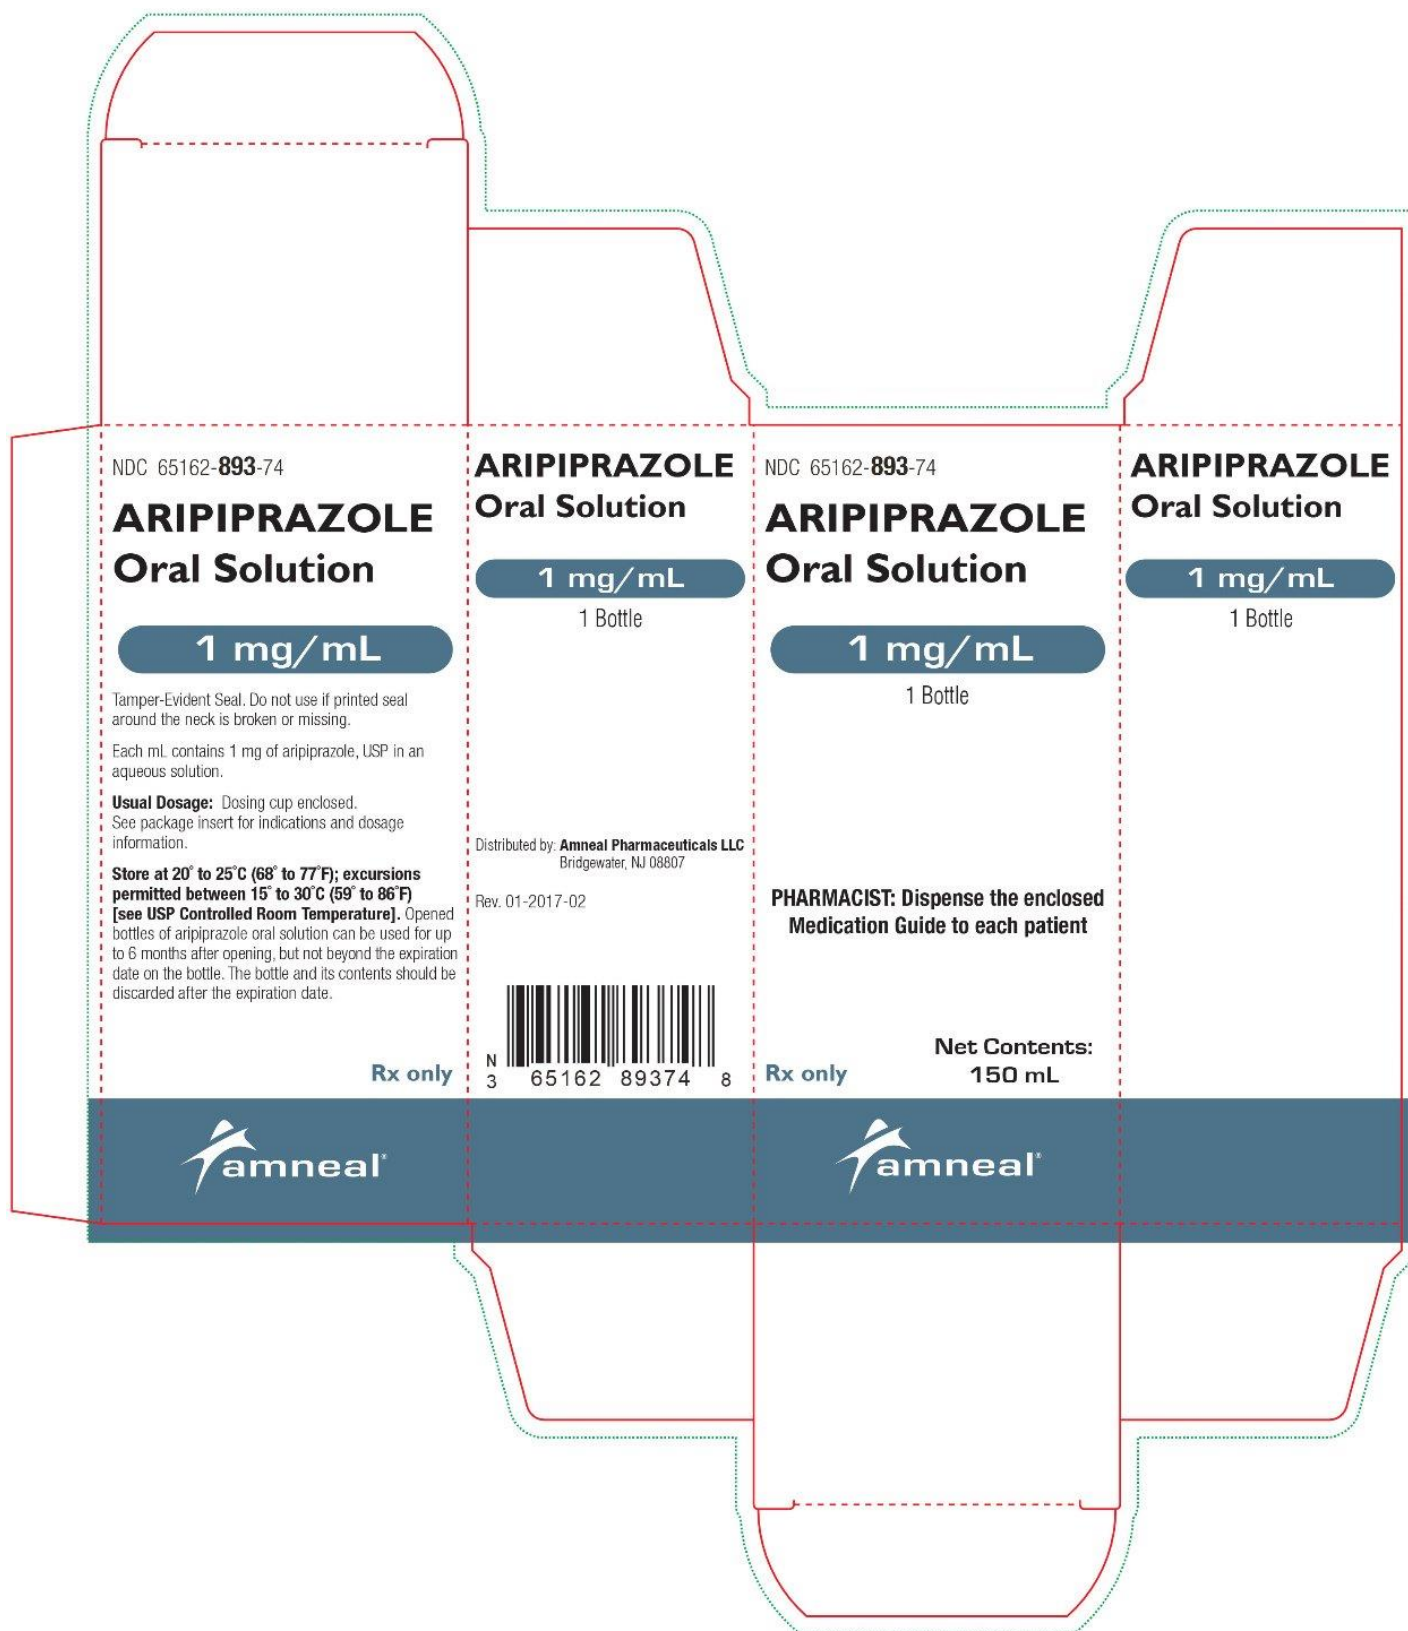 NDC 65162-893-74
ARIPIPRAZOLE
Oral Solution
1 mg/mL
Tamper-Evident Seal. Do not use if printed seal
around the neck is broken or missing.
Each mL contains 1 mg of aripiprazole, USP in an
aqueous solution.
Usual Dosage: Dosing cup enclosed.
See package insert for indications and dosage
information.
Store at 20° to 25°C (68° to 77°F); excursions
permitted between 15° to 30°C (59° to 86°F)
[see USP Controlled Room Temperature]. Opened
bottles of aripiprazole oral solution can be used for up
to 6 months after opening, but not beyond the expiration
date on the bottle. The bottle and its contents should be
discarded after the expiration date.
Rx only
amneal®
ARIPIPRAZOLE
Oral Solution
1 mg/mL
1 Bottle
Distributed by: Amneal Pharmaceuticals LLC
Bridgewater, NJ 08807
Rev. 01-2017-02
N
3 65162 89374 8
NDC 65162-893-74
ARIPIPRAZOLE
Oral Solution
1 mg/mL
1 Bottle
PHARMACIST: Dispense the enclosed
Medication Guide to each patient
Net Contents:
150 mL
Rx only
amneal®
ARIPIPRAZOLE
Oral Solution
1 mg/mL
1 Bottle